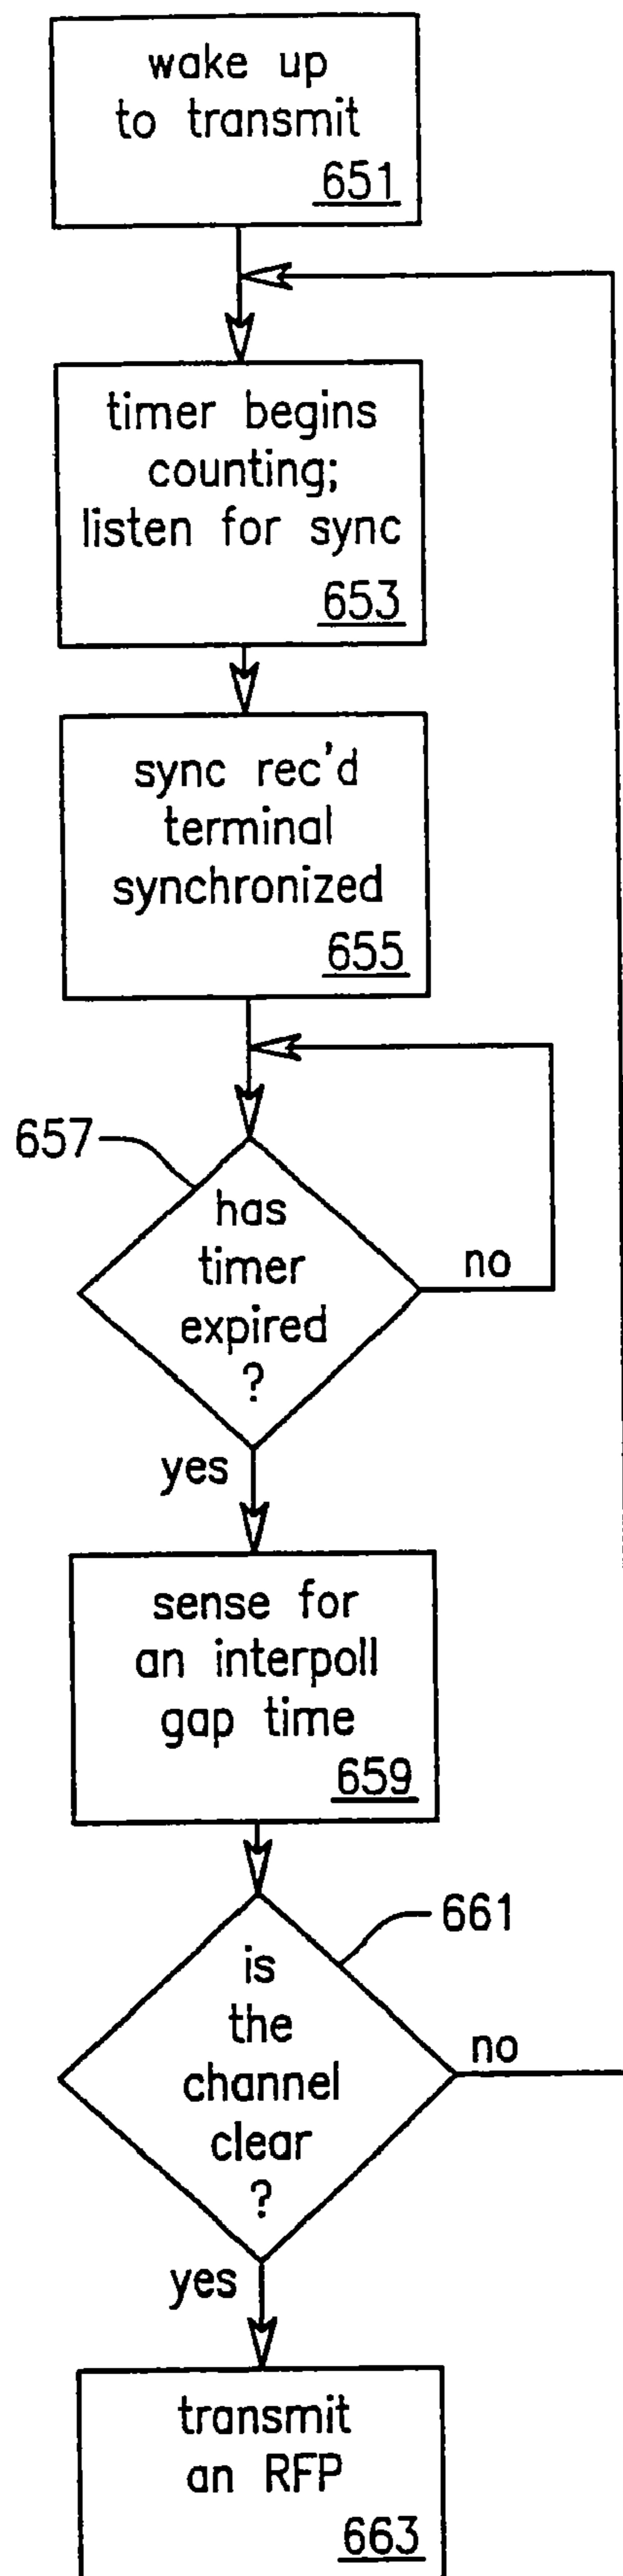 wake up
to transmit
651
timer begins
counting;
listen for sync
653
sync rec'd
terminal
synchronized
655
657
has
timer
expired
?
no
yes
sense for
an interpoll
gap time
659
661
is
the
channel
clear
?
no
yes
transmit
an RFP
663